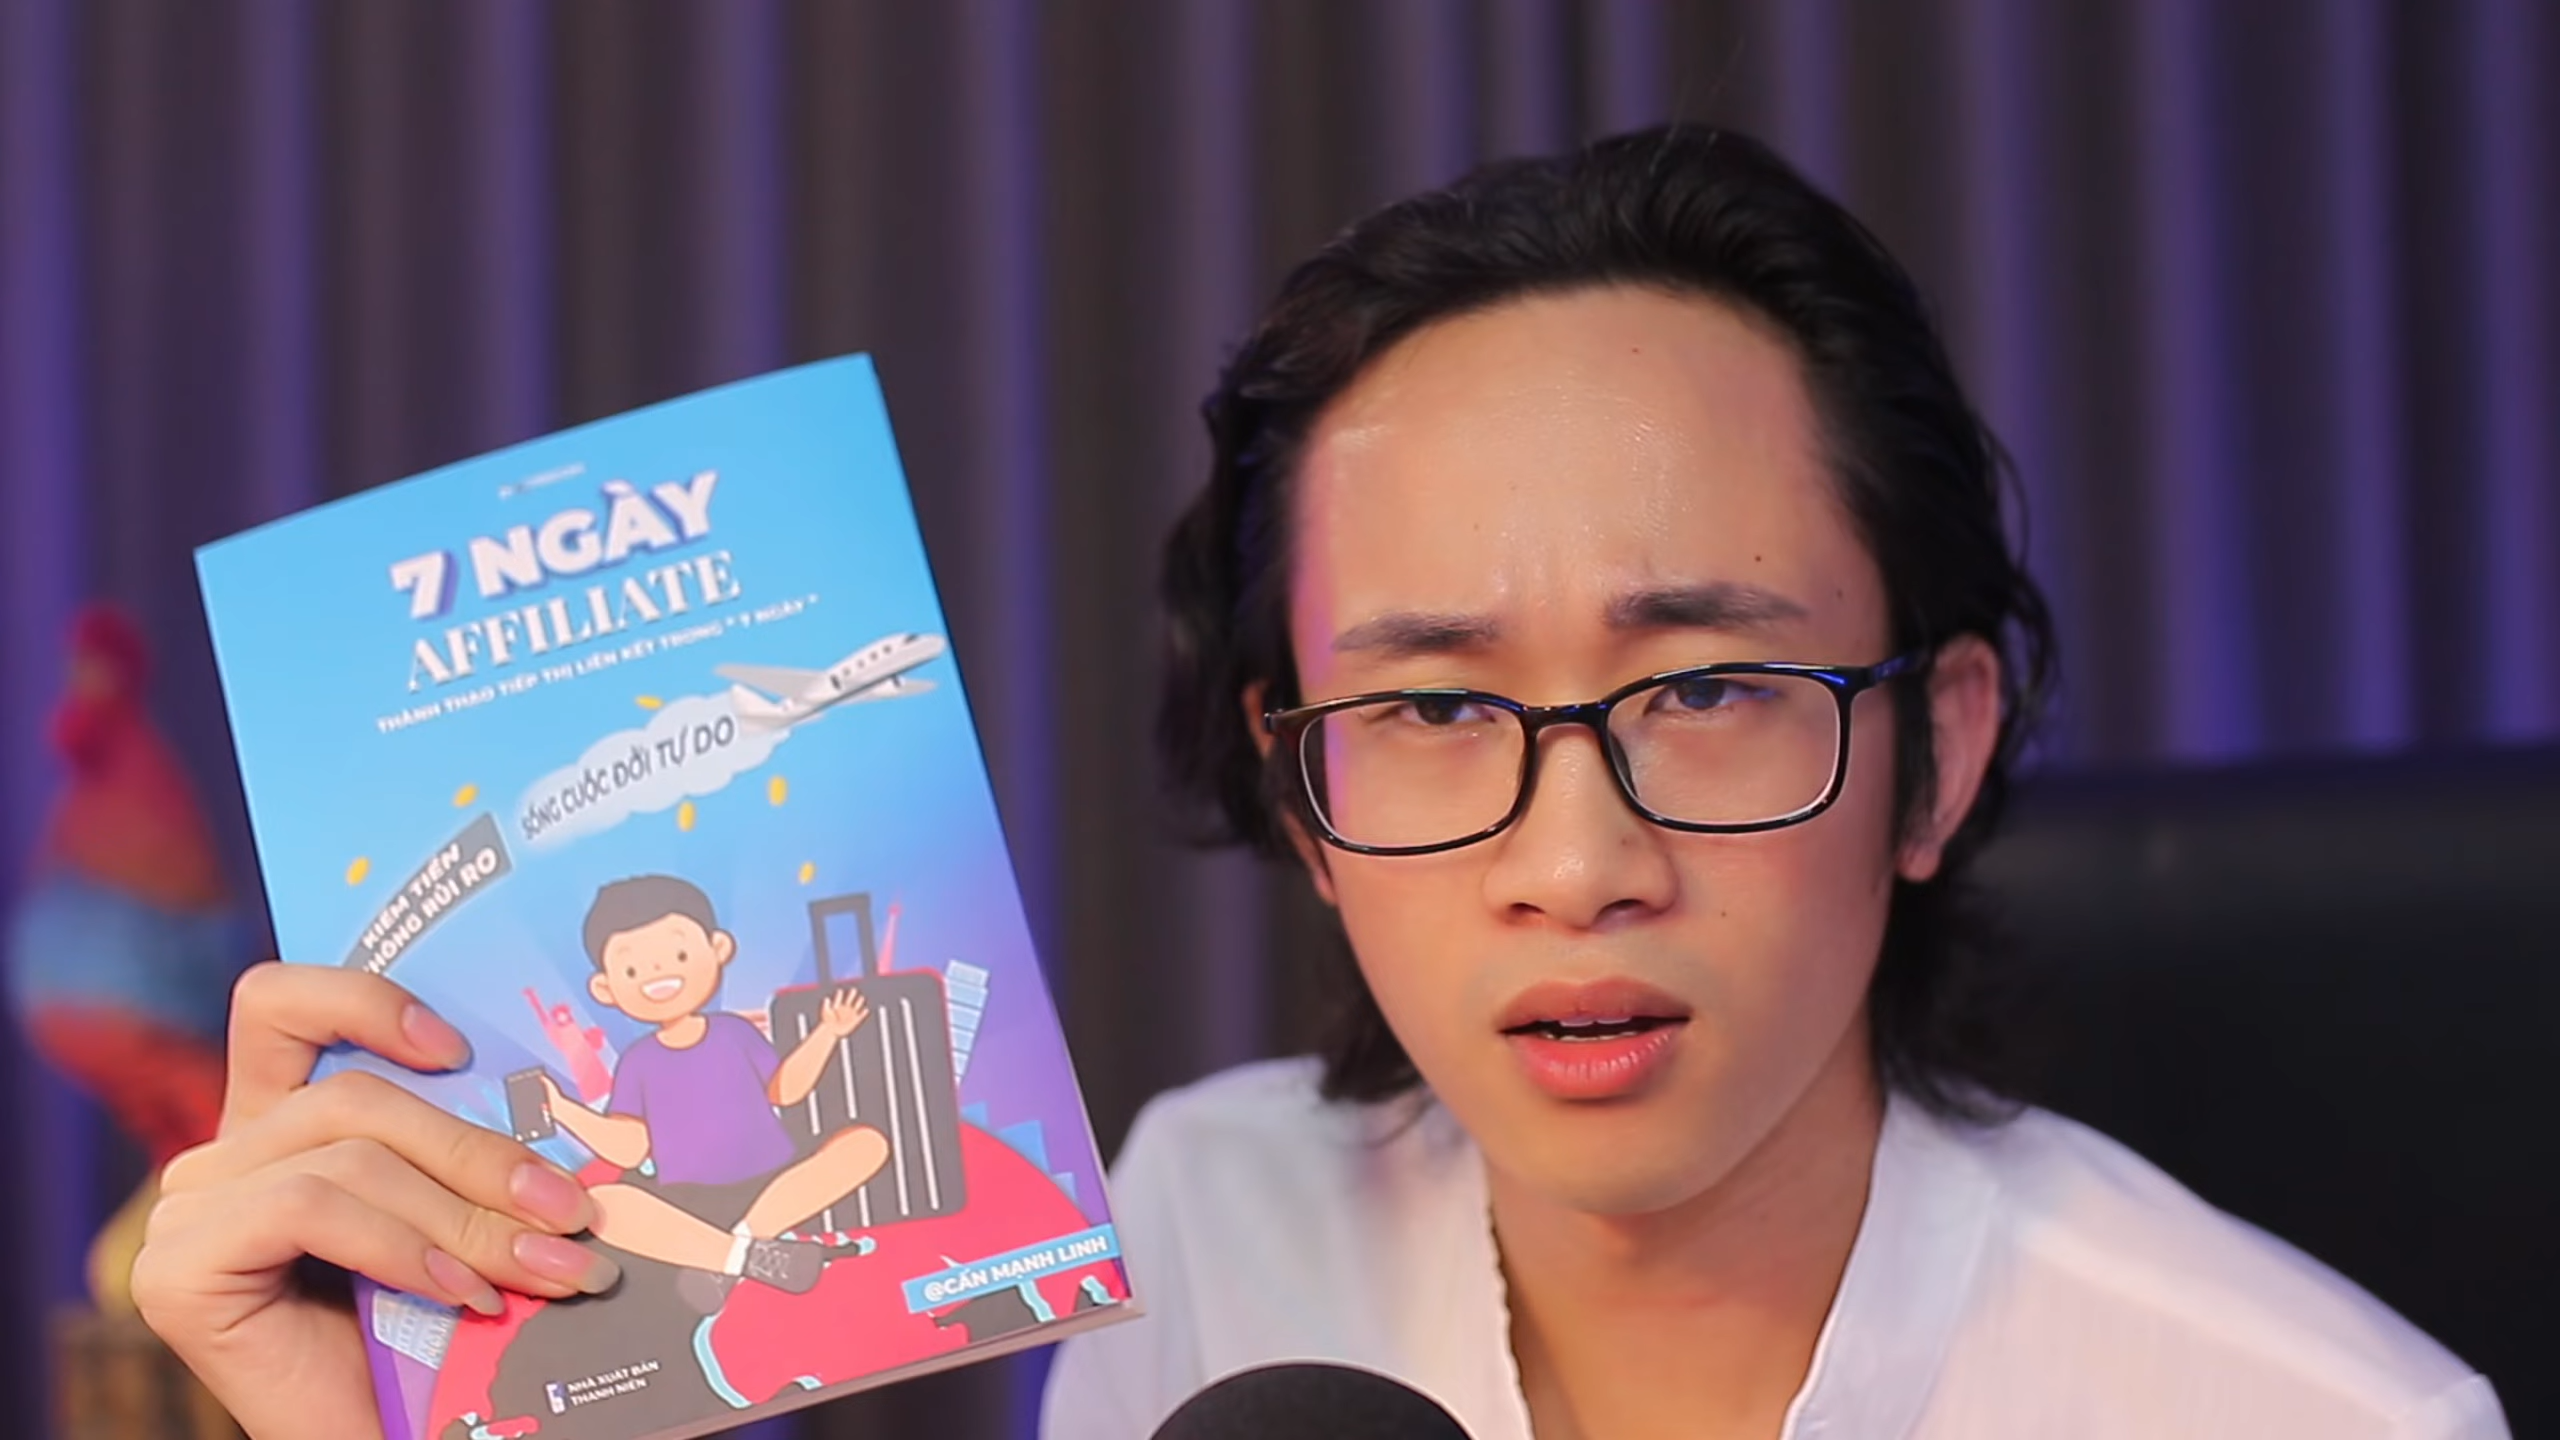 7 NGÀY
AFFILIATE
THÀNH THẠO TIẾP THỊ LIÊN KẾT TRONG " 7 NGÀY "
SỐNG CUỘC ĐỜI TỰ DO
KIẾM TIỀN
KHÔNG RỦI RO
@CẤN MẠNH LINH
NHÀ XUẤT BẢN
THANH NIÊN